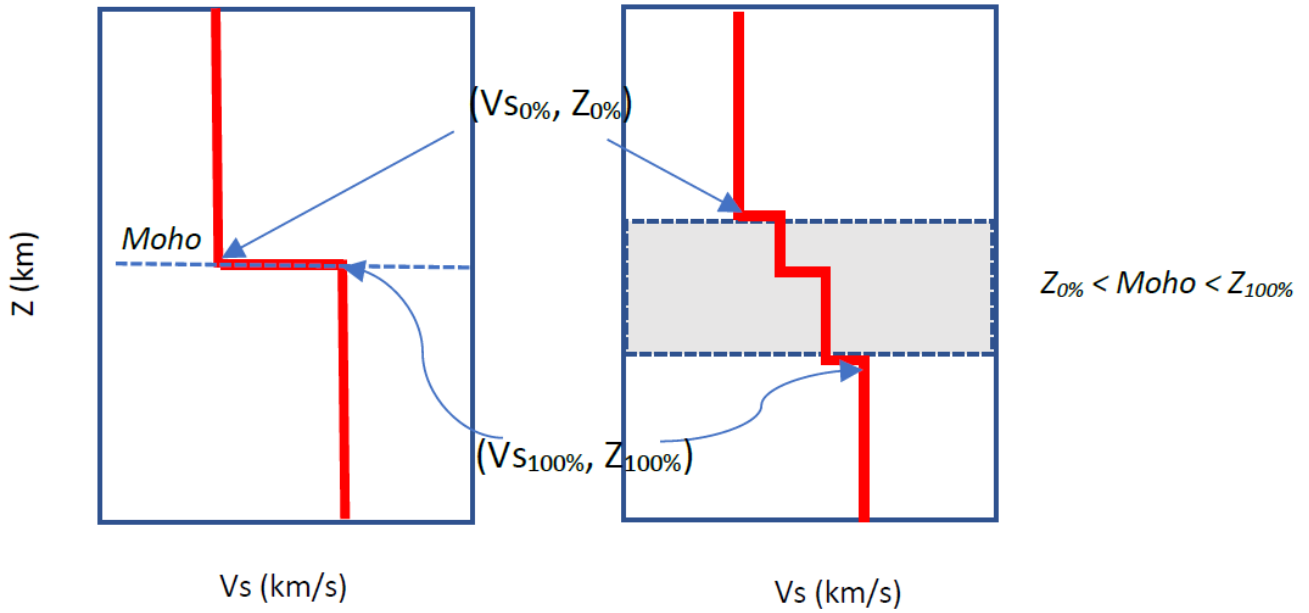 (Vs0%, Z0%)
Moho
Z (km)
Z0% < Moho < Z100%
(Vs100%, Z100%)
Vs (km/s)
Vs (km/s)